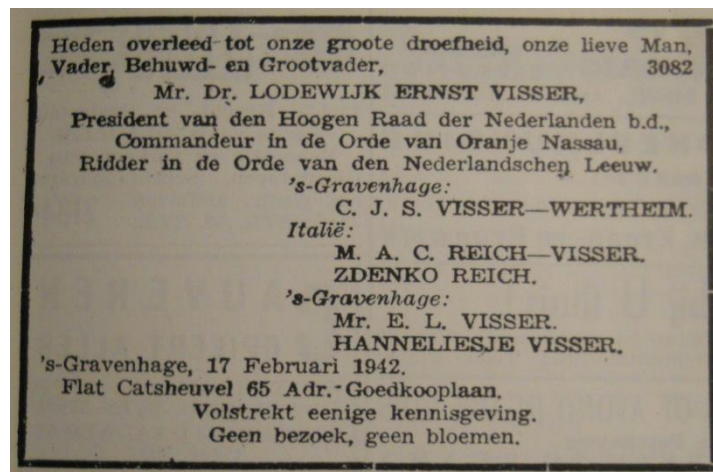 Heden overleed tot onze groote droefheid, onze lieve Man,
Vader, Behuwd- en Grootvader, 3082
Mr. Dr. LODEWIJK ERNST VISSER,
President van den Hoogen Raad der Nederlanden b.d.,
Commandeur in de Orde van Oranje Nassau,
Ridder in de Orde van den Nederlandschen Leeuw.
's-Gravenhage:
C. J. S. VISSER—WERTHEIM.
Italië:
M. A. C. REICH—VISSER.
ZDENKO REICH.
's-Gravenhage:
Mr. E. L. VISSER.
HANNELIESJE VISSER.
's-Gravenhage, 17 Februari 1942.
Flat Catsheuvel 65 Adr. Goedkooplaan.
Volstrekt eenige kennisgeving.
Geen bezoek, geen bloemen.